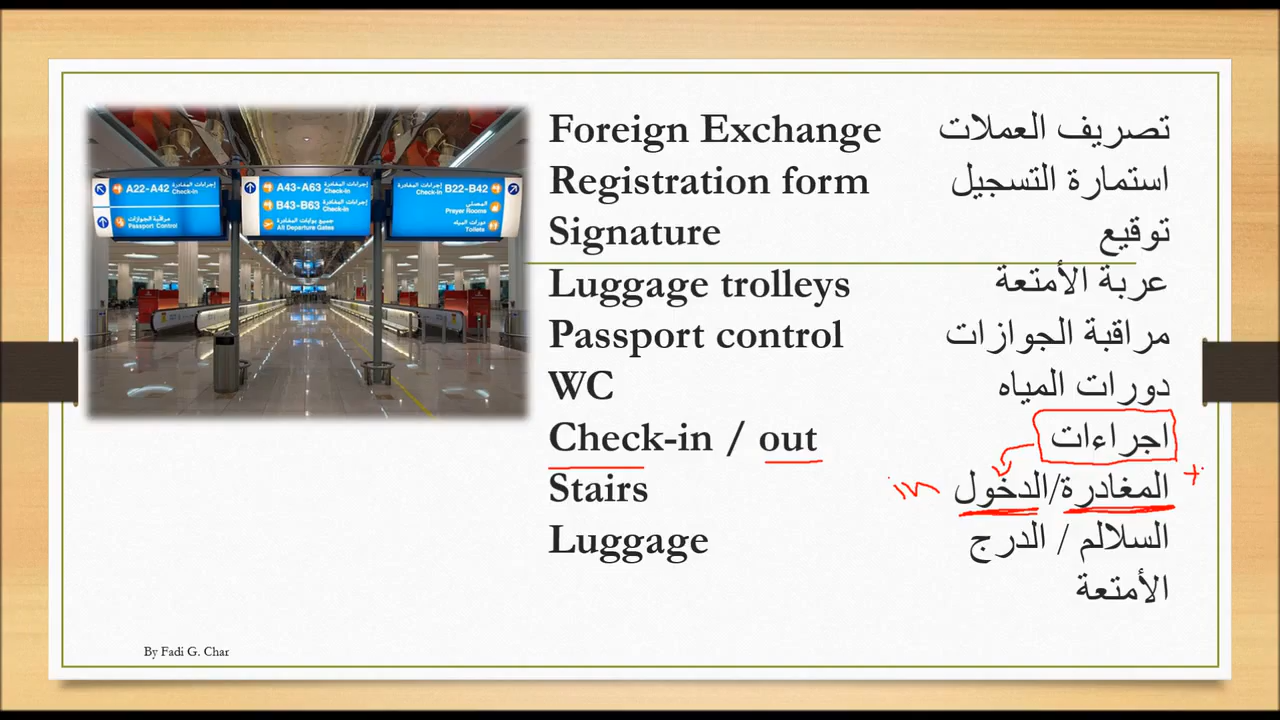 A22-A42 إجراءات المغادرة
Check-in
مراقبة الجوازات
Passport Control
A43-A63 إجراءات المغادرة
Check-in
B43-B63 إجراءات المغادرة
Check-in
جميع بوابات المغادرة
All Departure Gates
إجراءات المغادرة B22-B42
Check-in
المصلى
Prayer Rooms
دورات المياه
Toilets
Foreign Exchange تصريف العملات
Registration form استمارة التسجيل
Signature توقيع
Luggage trolleys عربة الأمتعة
Passport control مراقبة الجوازات
WC دورات المياه
Check-in / out اجراءات
in المغادرة/الدخول
Stairs السلالم / الدرج
Luggage الأمتعة
By Fadi G. Char